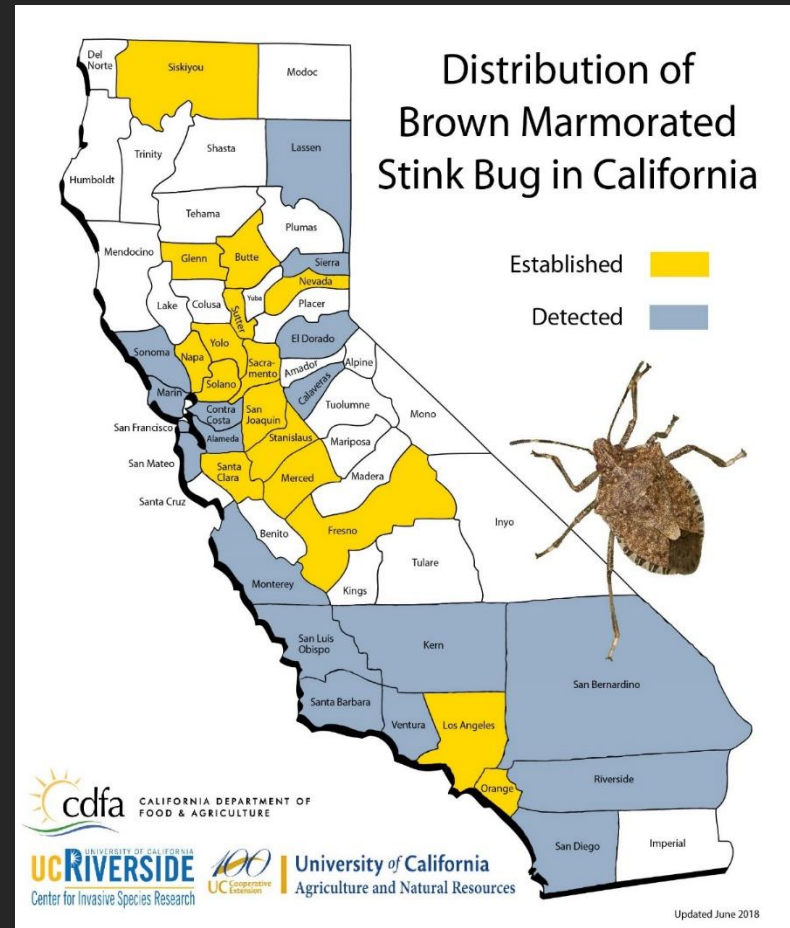 Distribution of
Brown Marmorated
Stink Bug in California
Established
Detected
Del
Norte
Siskiyou
Modoc
Humboldt
Trinity
Shasta
Lassen
Tehama
Plumas
Mendocino
Glenn
Butte
Sierra
Nevada
Lake
Colusa
Sutter
Yuba
Placer
Sonoma
Napa
Yolo
Sacra-
mento
El Dorado
Solano
Amador
Alpine
Marin
Calaveras
Contra
Costa
San
Joaquin
Tuolumne
Mono
San Francisco
Alameda
Stanislaus
Mariposa
San Mateo
Santa
Clara
Merced
Madera
Santa Cruz
Benito
Fresno
Inyo
Monterey
Kings
Tulare
San Luis
Obispo
Kern
San Bernardino
Santa Barbara
Ventura
Los Angeles
Orange
Riverside
San Diego
Imperial
cdfa
CALIFORNIA DEPARTMENT OF
FOOD & AGRICULTURE
UNIVERSITY OF CALIFORNIA
UCRIVERSIDE
Center for Invasive Species Research
100
UC Cooperative
Extension
University of California
Agriculture and Natural Resources
Updated June 2018